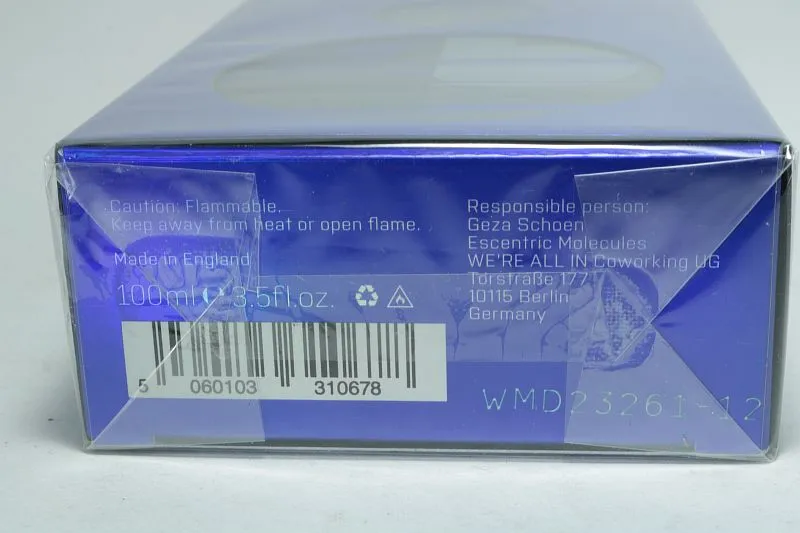 Caution: Flammable.
Keep away from heat or open flame.
Made in England
100ml ℮ 3.5fl.oz.
5 060103 310678
Responsible person:
Geza Schoen
Escentric Molecules
WE'RE ALL IN Coworking UG
Torstraße 177
10115 Berlin
Germany
WMD23261-12